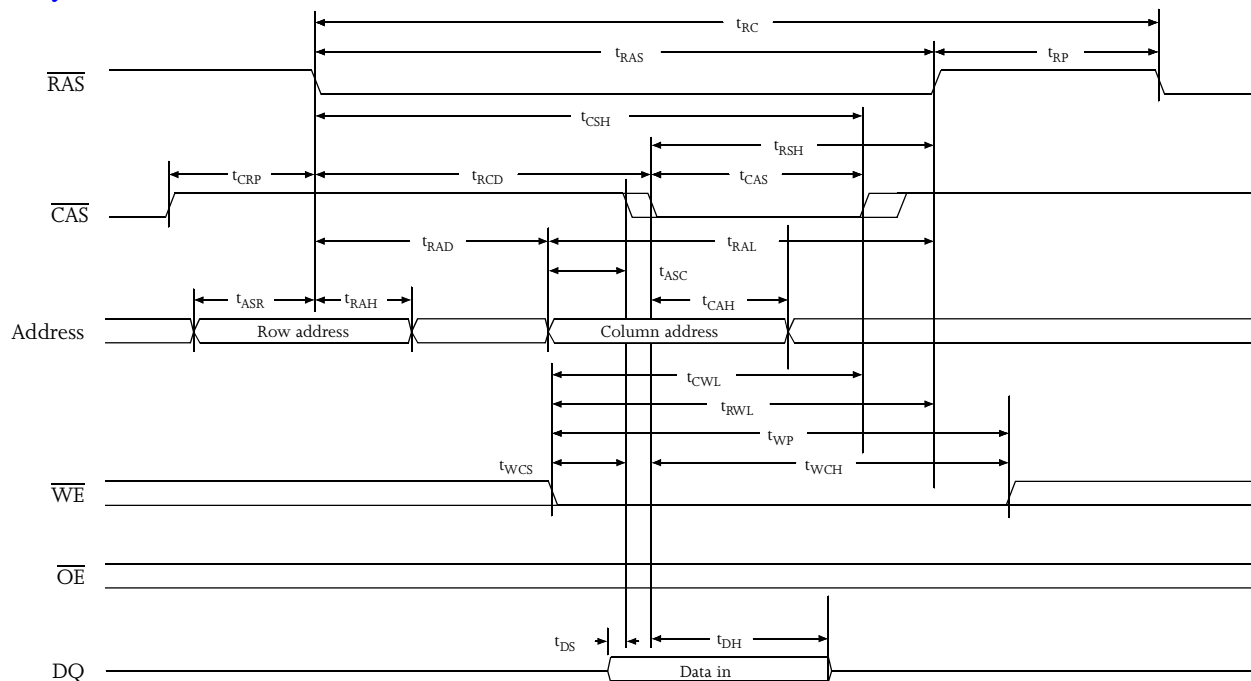 tRC
tRAS
tRP
RAS
tCSH
tRSH
tCRP
tRCD
tCAS
CAS
tRAD
tRAL
tASC
tASR
tRAH
tCAH
Address
Row address
Column address
tCWL
tRWL
tWP
tWCS
tWCH
WE
OE
tDS
tDH
DQ
Data in